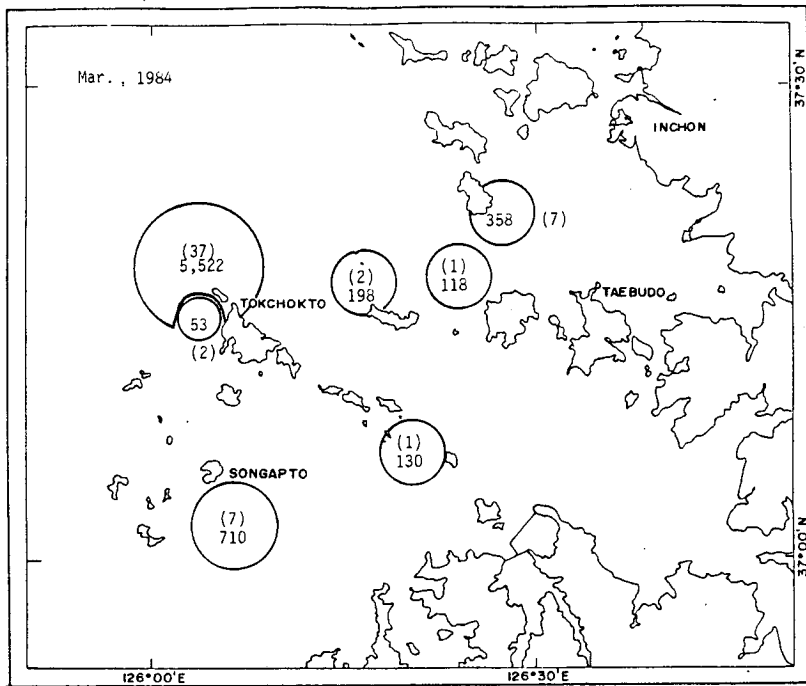 Mar., 1984
37°30'N
INCHON
358
(7)
(37)
5,522
(2)
198
(1)
118
TAEBUDO
TOKCHOKTO
53
(2)
(1)
130
SONGAPTO
(7)
710
37°00'N
126°00'E
126°30'E